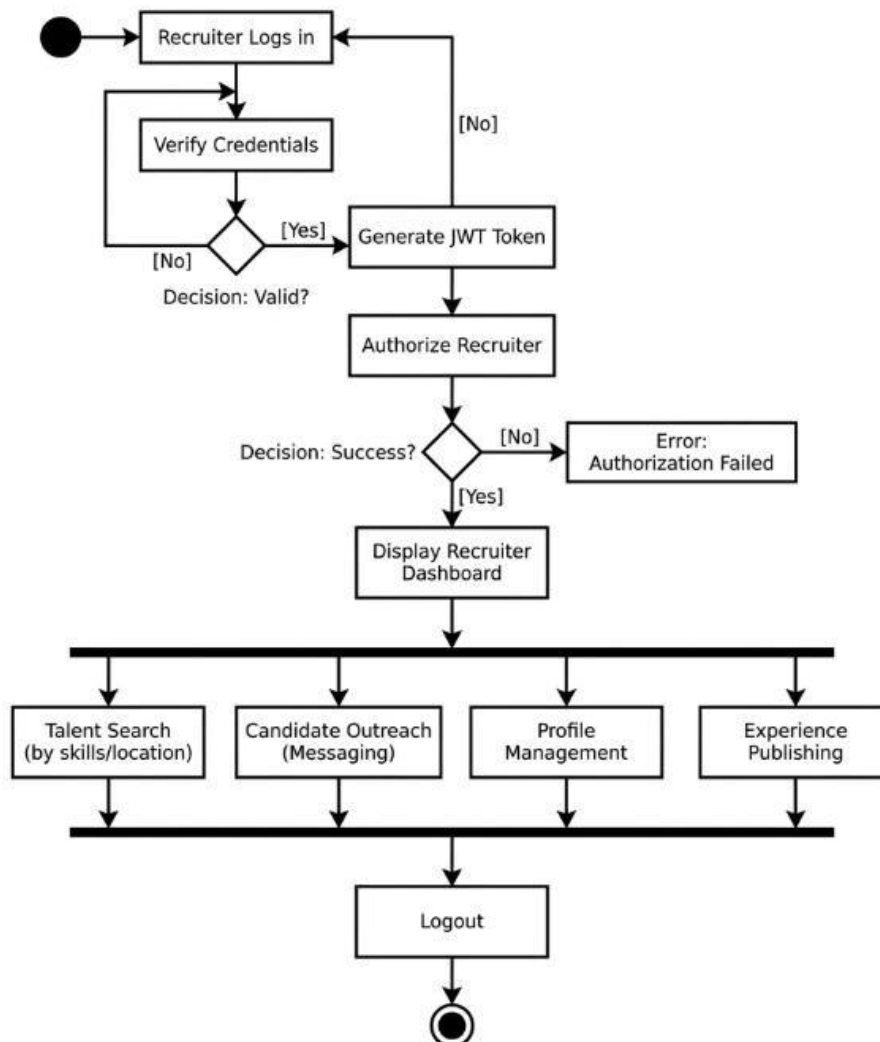 Recruiter Logs in
[No]
Verify Credentials
[Yes]
Generate JWT Token
[No]
Decision: Valid?
Authorize Recruiter
[No]
Error:
Authorization Failed
Decision: Success?
[Yes]
Display Recruiter
Dashboard
Talent Search
(by skills/location)
Candidate Outreach
(Messaging)
Profile
Management
Experience
Publishing
Logout